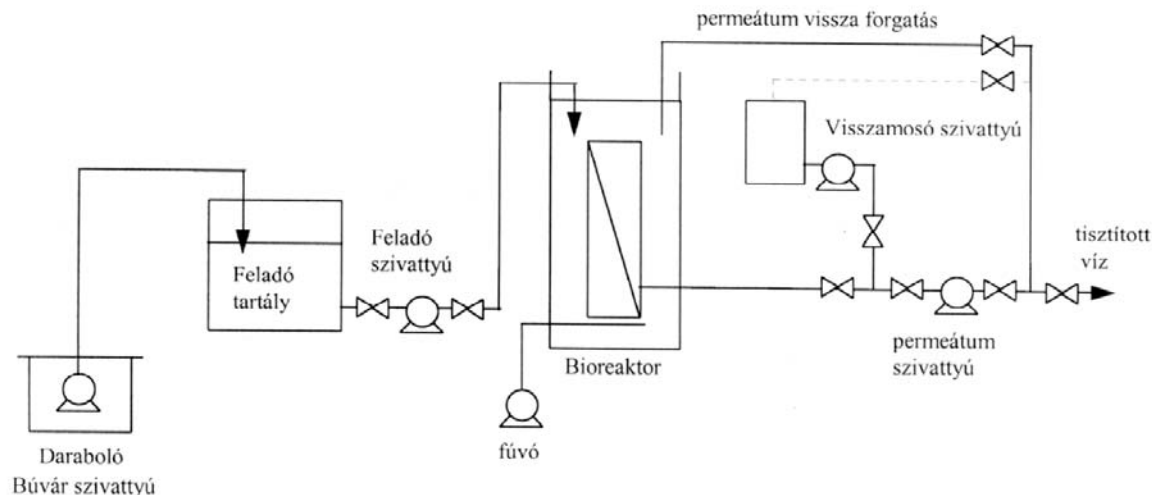 permeátum vissza forgatás
Visszamosó szivattyú
Feladó
szivattyú
tisztított
víz
Feladó
tartály
permeátum
szivattyú
Bioreaktor
fúvó
Daraboló
Búvár szivattyú